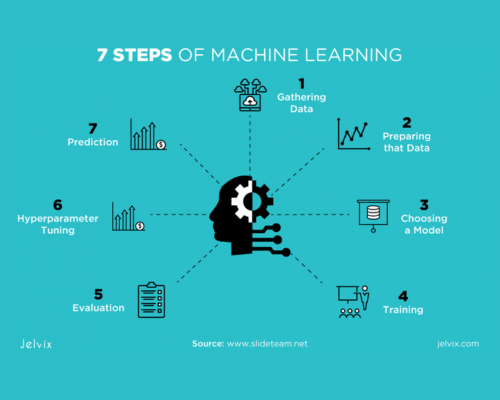 7 STEPS OF MACHINE LEARNING
1
Gathering
Data
2
Preparing
that Data
3
Choosing
a Model
4
Training
5
Evaluation
6
Hyperparameter
Tuning
7
Prediction
$
$
Jelvix
Source: www.slideteam.net
jelvix.com